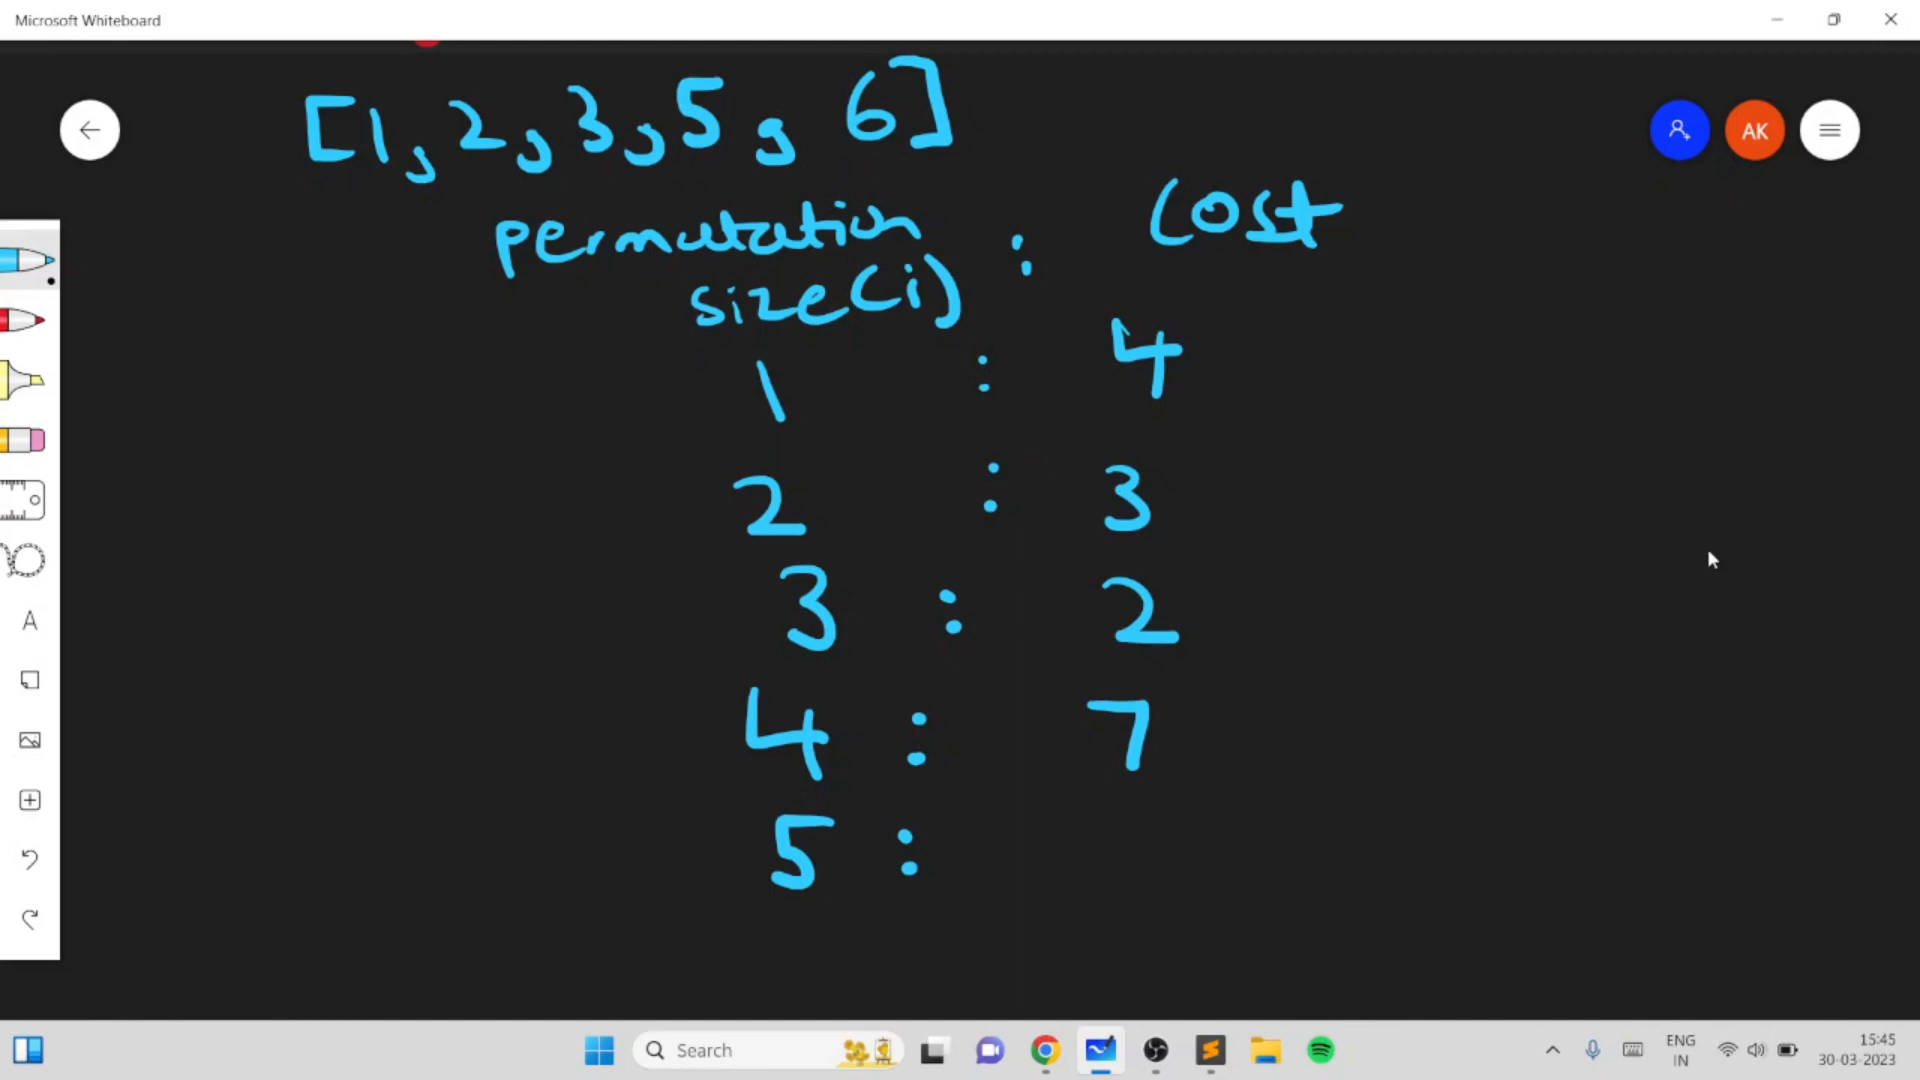 Microsoft Whiteboard
[1, 2, 3, 5, 6]
AK
permutation : Cost
size(i)
1 : 4
2 : 3
3 : 2
4 : 7
5 :
A
Search
ENG
IN
15:45
30-03-2023